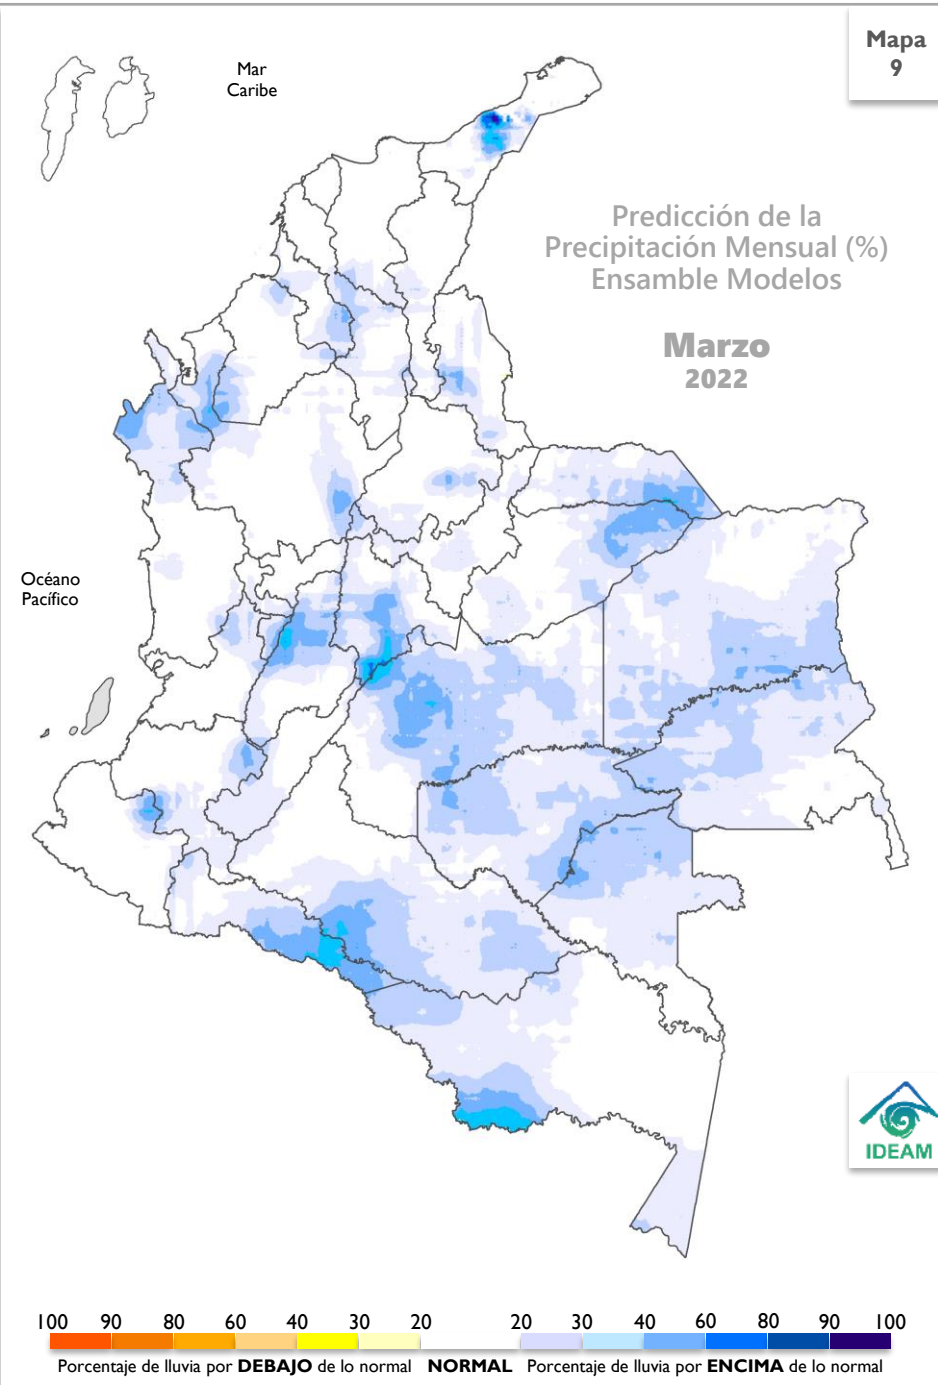 Mapa
9
Mar
Caribe
Predicción de la
Precipitación Mensual (%)
Ensamble Modelos
Marzo
2022
Océano
Pacífico
IDEAM
100 90 80 60 40 30 20 20 30 40 60 80 90 100
Porcentaje de lluvia por DEBAJO de lo normal NORMAL Porcentaje de lluvia por ENCIMA de lo normal